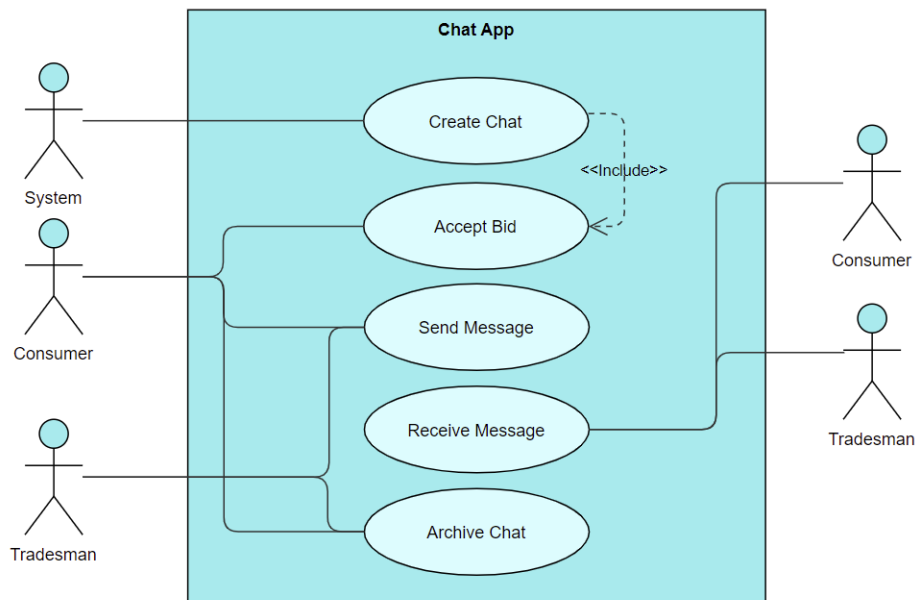 Chat App
Create Chat
<<Include>>
System
Accept Bid
Consumer
Consumer
Send Message
Receive Message
Tradesman
Archive Chat
Tradesman